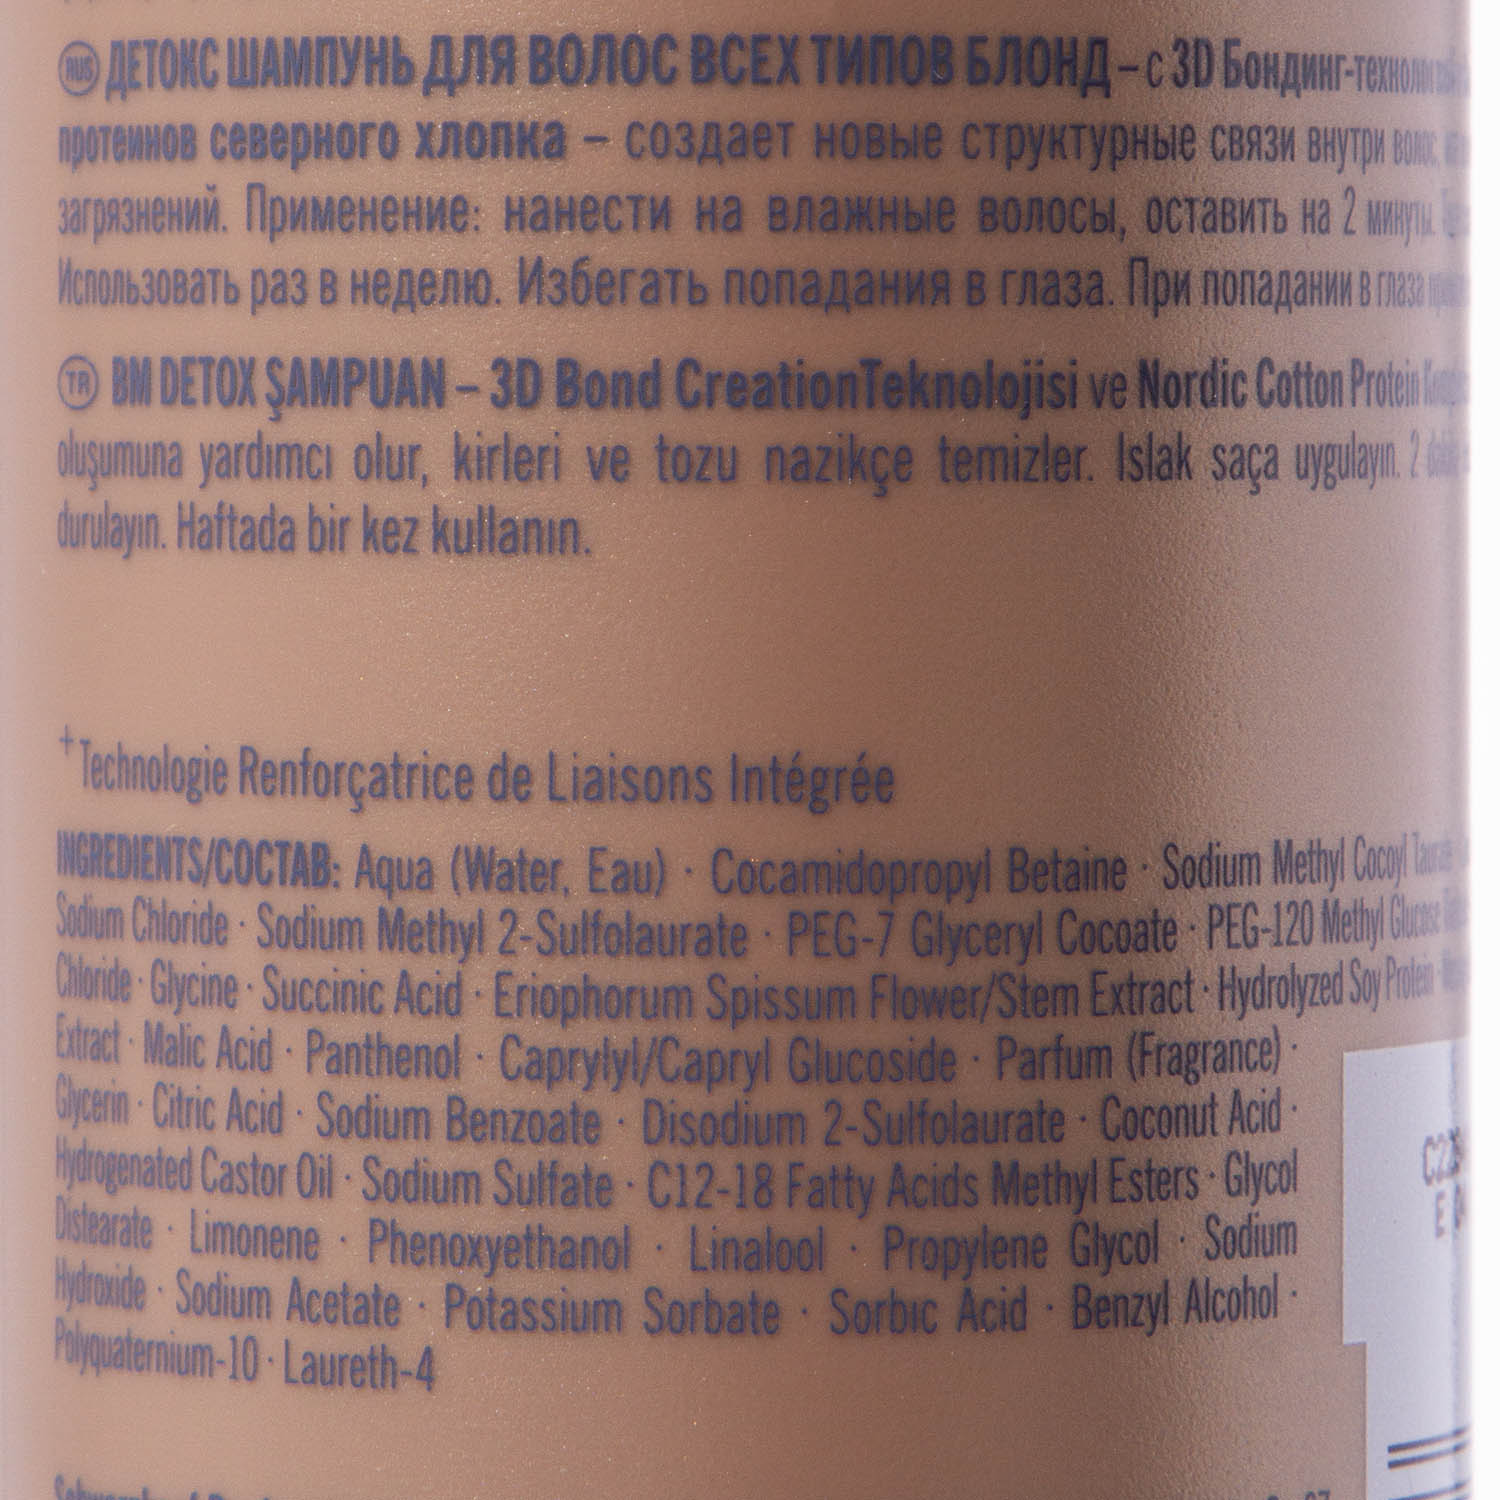 RUS ДЕТОКС ШАМПУНЬ ДЛЯ ВОЛОС ВСЕХ ТИПОВ БЛОНД – с 3D Бондинг-
протеинов северного хлопка – создает новые структурные связи внутри волос,
загрязнений. Применение: нанести на влажные волосы, оставить на 2 минуты.
Использовать раз в неделю. Избегать попадания в глаза. При попадании в глаза
TR BM DETOX ŞAMPUAN – 3D Bond CreationTeknolojisi ve Nordic Cotton Protein
oluşumuna yardımcı olur, kirleri ve tozu nazikçe temizler. Islak saça uygulayın. 2
durulayın. Haftada bir kez kullanın.
+Technologie Renforçatrice de Liaisons Intégrée
INGREDIENTS/СОСТАВ: Aqua (Water, Eau) · Cocamidopropyl Betaine · Sodium Methyl Cocoyl
Sodium Chloride · Sodium Methyl 2-Sulfolaurate · PEG-7 Glyceryl Cocoate · PEG-120 Methyl Glucose
Chloride · Glycine · Succinic Acid · Eriophorum Spissum Flower/Stem Extract · Hydrolyzed Soy Protein ·
Extract · Malic Acid · Panthenol · Caprylyl/Capryl Glucoside · Parfum (Fragrance) ·
Glycerin · Citric Acid · Sodium Benzoate · Disodium 2-Sulfolaurate · Coconut Acid ·
Hydrogenated Castor Oil · Sodium Sulfate · C12-18 Fatty Acids Methyl Esters · Glycol
Distearate · Limonene · Phenoxyethanol · Linalool · Propylene Glycol · Sodium
Hydroxide · Sodium Acetate · Potassium Sorbate · Sorbic Acid · Benzyl Alcohol ·
Polyquaternium-10 · Laureth-4